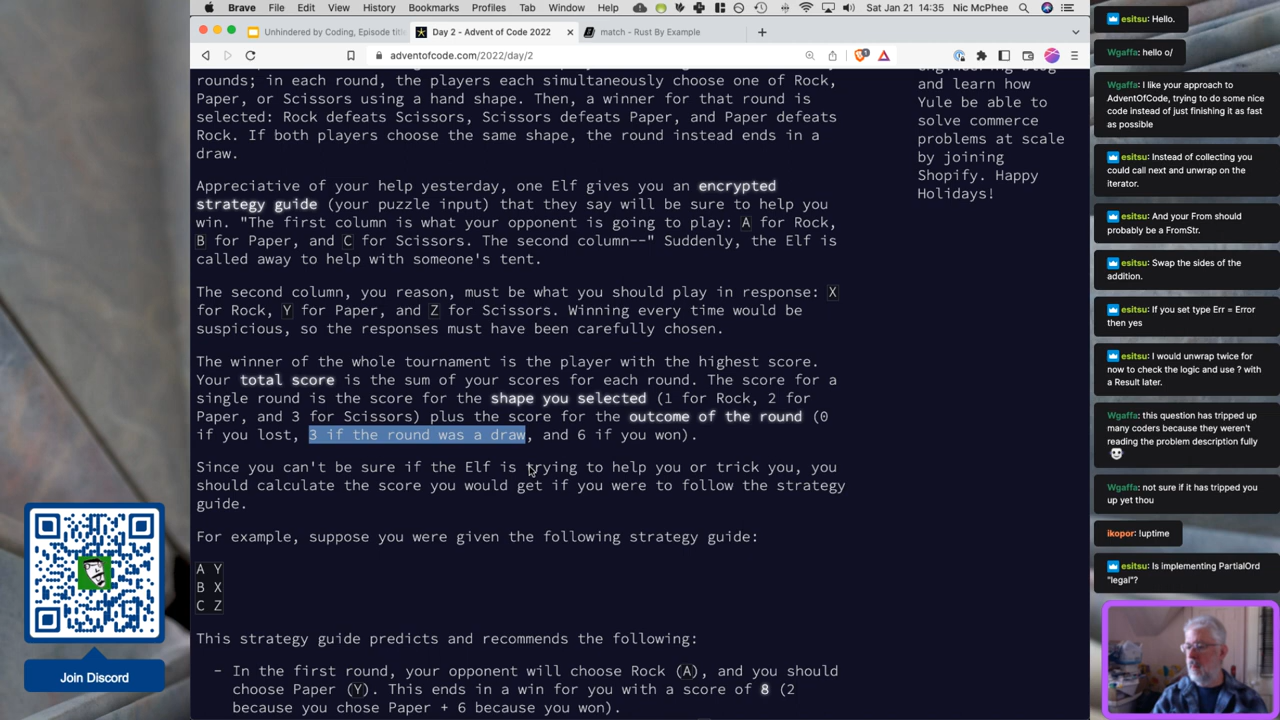 Brave File Edit View History Bookmarks Profiles Tab Window Help Sat Jan 21 14:35 Nic McPhee
Unhindered by Coding, Episode title
Day 2 - Advent of Code 2022
match - Rust By Example
adventofcode.com/2022/day/2
rounds; in each round, the players each simultaneously choose one of Rock,
Paper, or Scissors using a hand shape. Then, a winner for that round is
selected: Rock defeats Scissors, Scissors defeats Paper, and Paper defeats
Rock. If both players choose the same shape, the round instead ends in a
draw.
Appreciative of your help yesterday, one Elf gives you an encrypted
strategy guide (your puzzle input) that they say will be sure to help you
win. "The first column is what your opponent is going to play: A for Rock,
B for Paper, and C for Scissors. The second column--" Suddenly, the Elf is
called away to help with someone's tent.
The second column, you reason, must be what you should play in response: X
for Rock, Y for Paper, and Z for Scissors. Winning every time would be
suspicious, so the responses must have been carefully chosen.
The winner of the whole tournament is the player with the highest score.
Your total score is the sum of your scores for each round. The score for a
single round is the score for the shape you selected (1 for Rock, 2 for
Paper, and 3 for Scissors) plus the score for the outcome of the round (0
if you lost, 3 if the round was a draw, and 6 if you won).
Since you can't be sure if the Elf is trying to help you or trick you, you
should calculate the score you would get if you were to follow the strategy
guide.
For example, suppose you were given the following strategy guide:
A Y
B X
C Z
This strategy guide predicts and recommends the following:
- In the first round, your opponent will choose Rock (A), and you should
choose Paper (Y). This ends in a win for you with a score of 8 (2
because you chose Paper + 6 because you won).
and learn how
Yule be able to
solve commerce
problems at scale
by joining
Shopify. Happy
Holidays!
esitsu: Hello.
Wgaffa: hello o/
Wgaffa: I like your approach to
AdventOfCode, trying to do some nice
code instead of just finishing it as fast
as possible
esitsu: Instead of collecting you
could call next and unwrap on the
iterator.
esitsu: And your From should
probably be a FromStr.
esitsu: Swap the sides of the
addition.
esitsu: If you set type Err = Error
then yes
esitsu: I would unwrap twice for
now to check the logic and use ? with
a Result later.
Wgaffa: this question has tripped up
many coders because they weren't
reading the problem description fully
Wgaffa: not sure if it has tripped you
up yet thou
ikopor: !uptime
esitsu: Is implementing PartialOrd
"legal"?
Join Discord